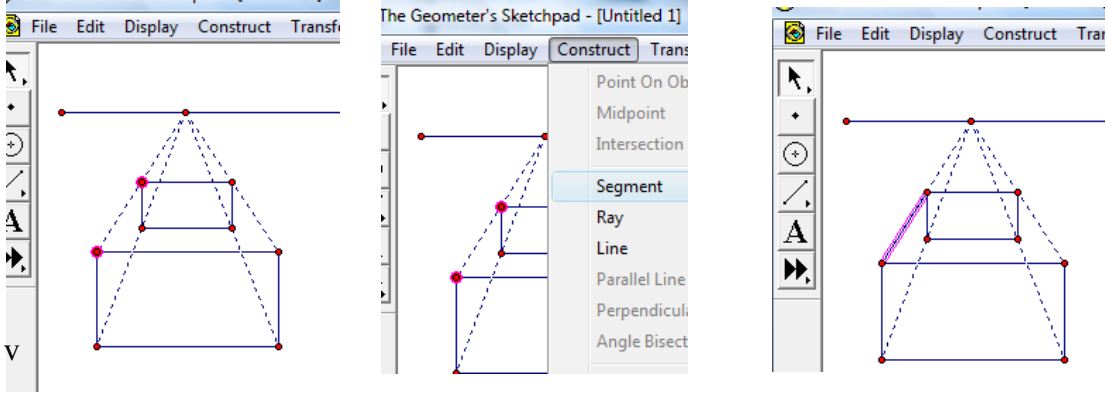 File Edit Display Construct Transf
A
V
The Geometer's Sketchpad - [Untitled 1]
File Edit Display Construct Trans
Point On Ob
Midpoint
Intersection
Segment
Ray
Line
Parallel Line
Perpendicula
Angle Bisect
File Edit Display Construct Tran
A